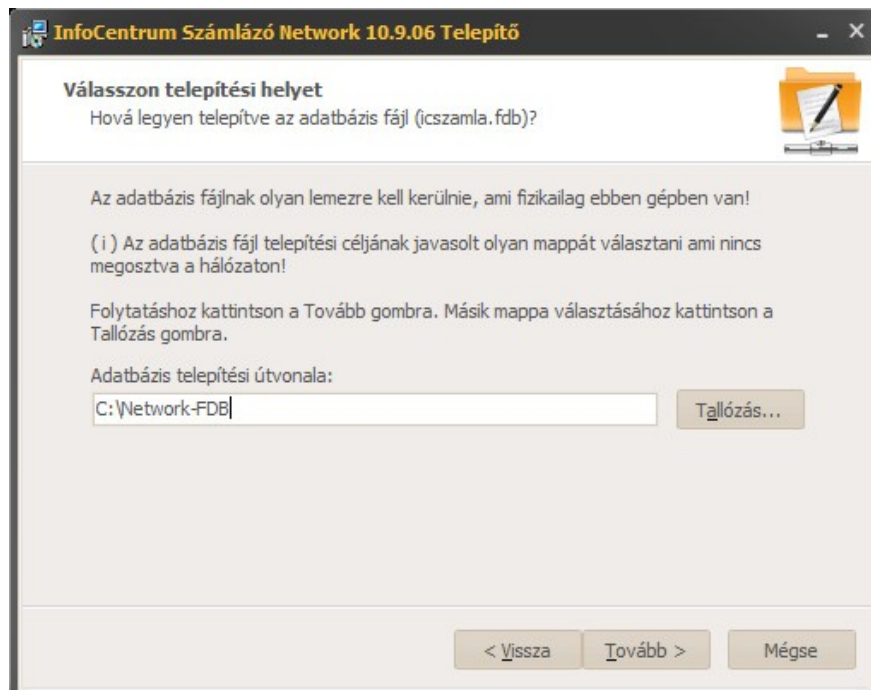 InfoCentrum Számlázó Network 10.9.06 Telepítő
Válasszon telepítési helyet
Hová legyen telepítve az adatbázis fájl (icszamla.fdb)?
Az adatbázis fájlnak olyan lemezre kell kerülnie, ami fizikailag ebben gépben van!
(i) Az adatbázis fájl telepítési céljának javasolt olyan mappát választani ami nincs
megosztva a hálózaton!
Folytatáshoz kattintson a Tovább gombra. Másik mappa választásához kattintson a
Tallózás gombra.
Adatbázis telepítési útvonala:
C:\Network-FDB
Tallózás...
< Vissza
Tovább >
Mégse